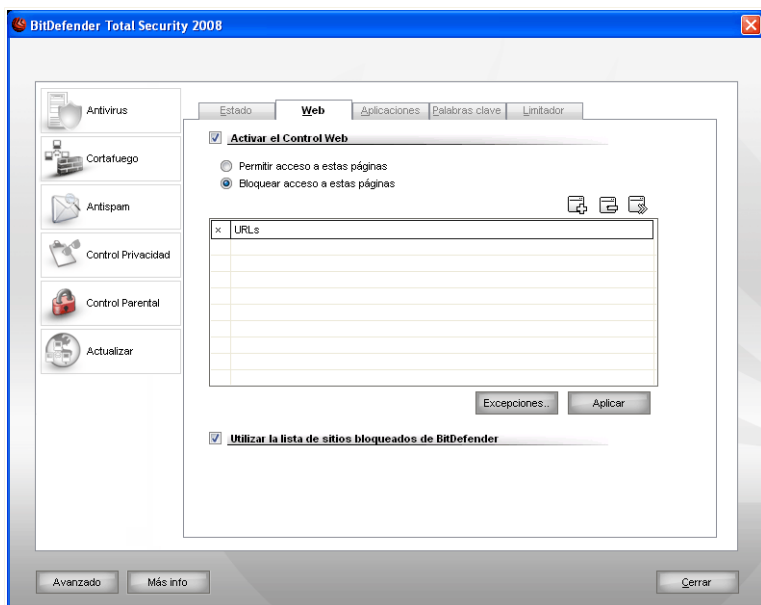 BitDefender Total Security 2008
Antivirus
Cortafuego
Antispam
Control Privacidad
Control Parental
Actualizar
Estado Web Aplicaciones Palabras clave Limitador
Activar el Control Web
Permitir acceso a estas páginas
Bloquear acceso a estas páginas
× URLs
Excepciones.. Aplicar
Utilizar la lista de sitios bloqueados de BitDefender
Avanzado Más info Cerrar